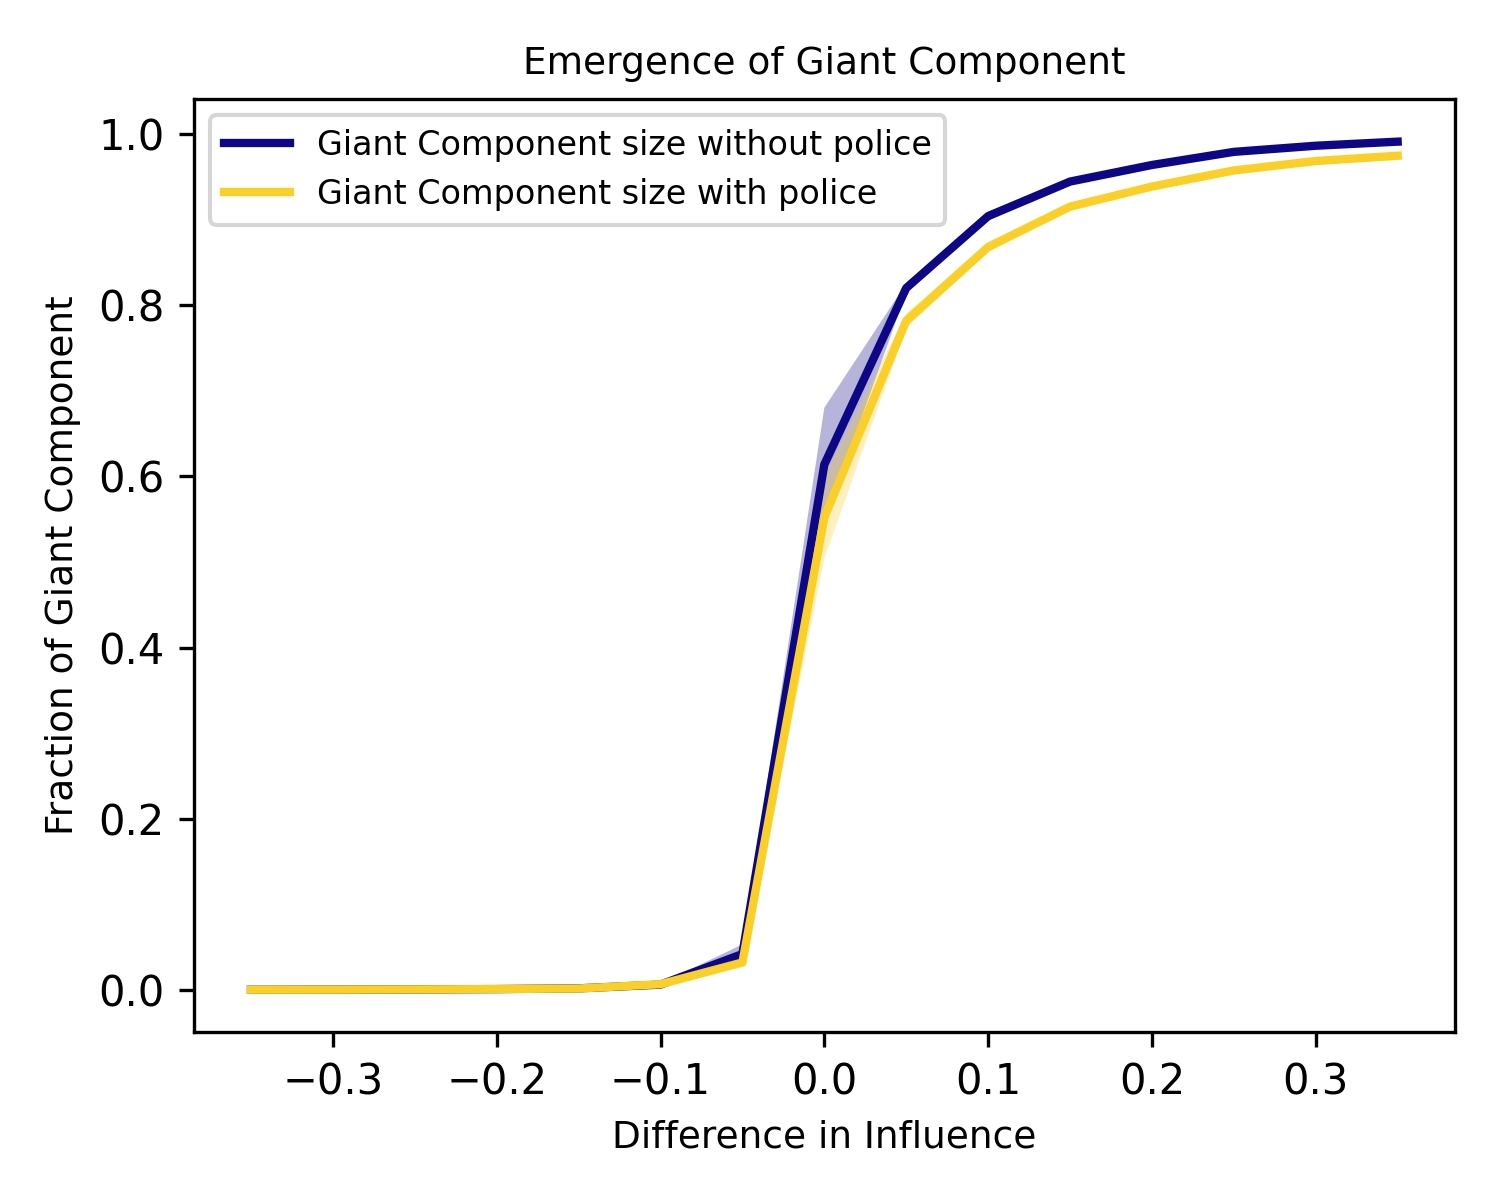 Emergence of Giant Component
Giant Component size without police
Giant Component size with police
Fraction of Giant Component
1.0
0.8
0.6
0.4
0.2
0.0
−0.3
−0.2
−0.1
0.0
0.1
0.2
0.3
Difference in Influence